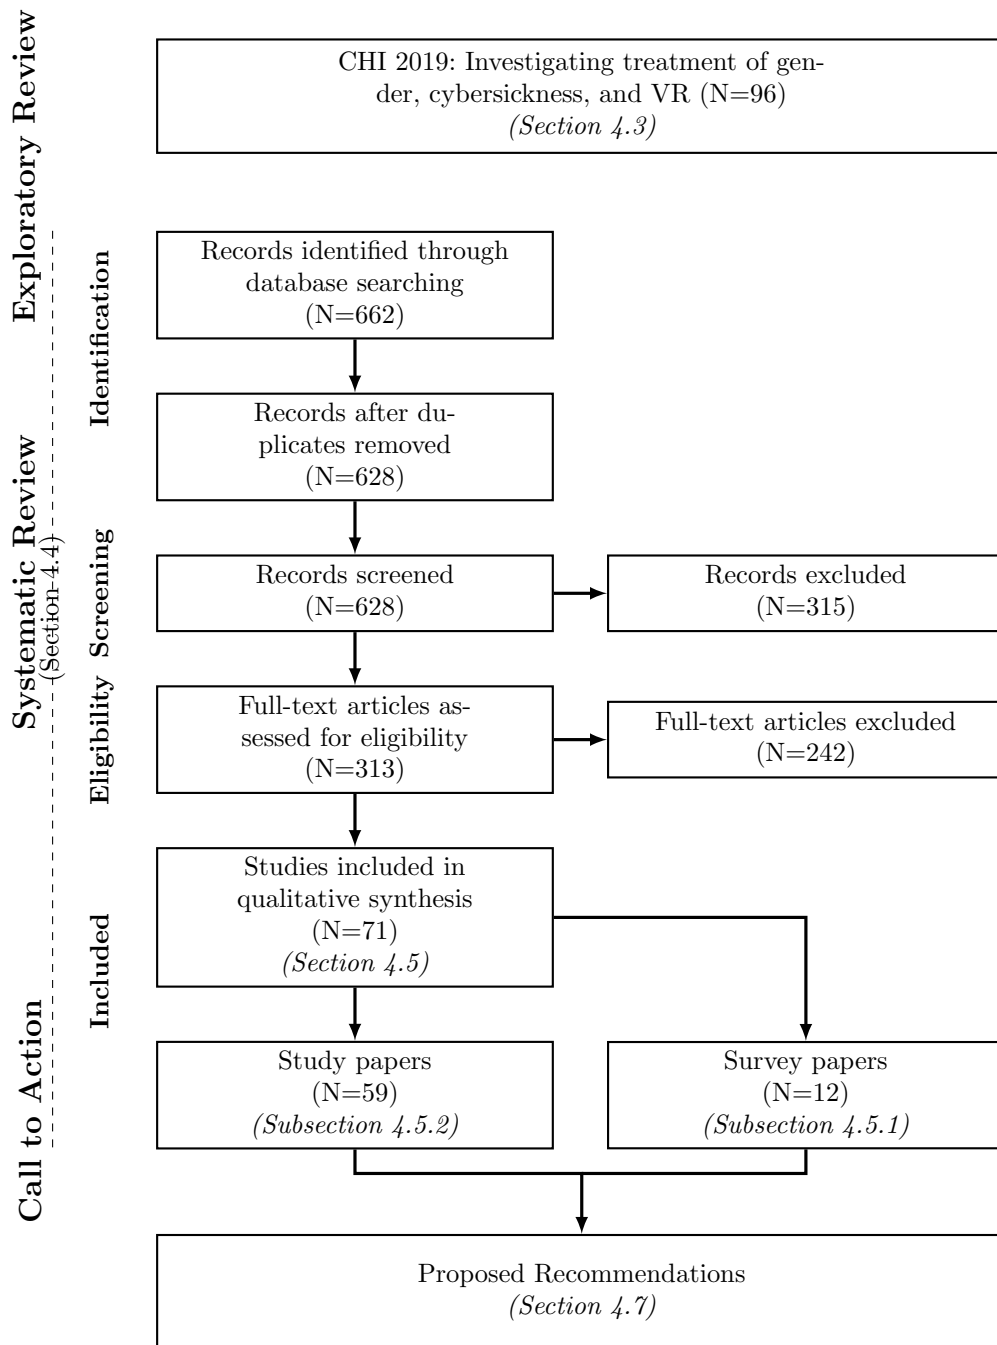 Exploratory Review
CHI 2019: Investigating treatment of gen-
der, cybersickness, and VR (N=96)
(Section 4.3)
Systematic Review
(Section 4.4)
Identification
Records identified through
database searching
(N=662)
Records after du-
plicates removed
(N=628)
Screening
Records screened
(N=628)
Records excluded
(N=315)
Eligibility
Full-text articles as-
sessed for eligibility
(N=313)
Full-text articles excluded
(N=242)
Included
Studies included in
qualitative synthesis
(N=71)
(Section 4.5)
Study papers
(N=59)
(Subsection 4.5.2)
Survey papers
(N=12)
(Subsection 4.5.1)
Call to Action
Proposed Recommendations
(Section 4.7)